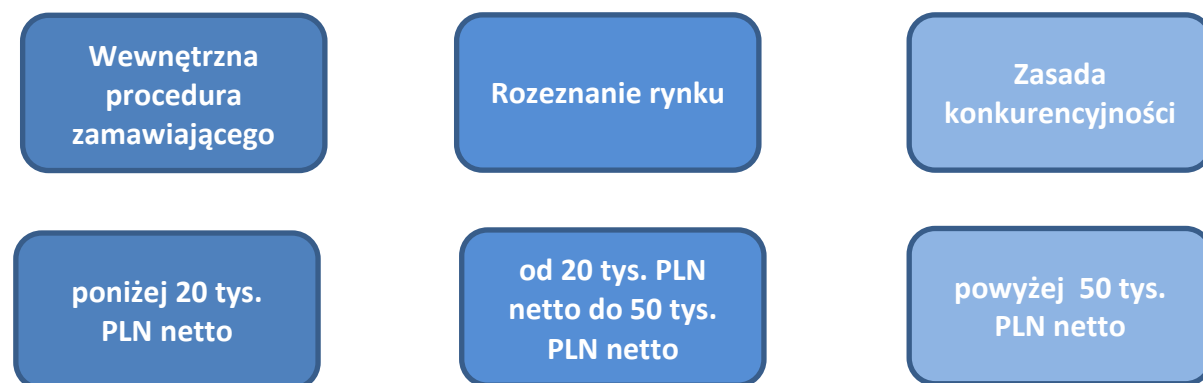 Wewnętrzna
procedura
zamawiającego
Rozeznanie rynku
Zasada
konkurencyjności
poniżej 20 tys.
PLN netto
od 20 tys. PLN
netto do 50 tys.
PLN netto
powyżej  50 tys.
PLN netto